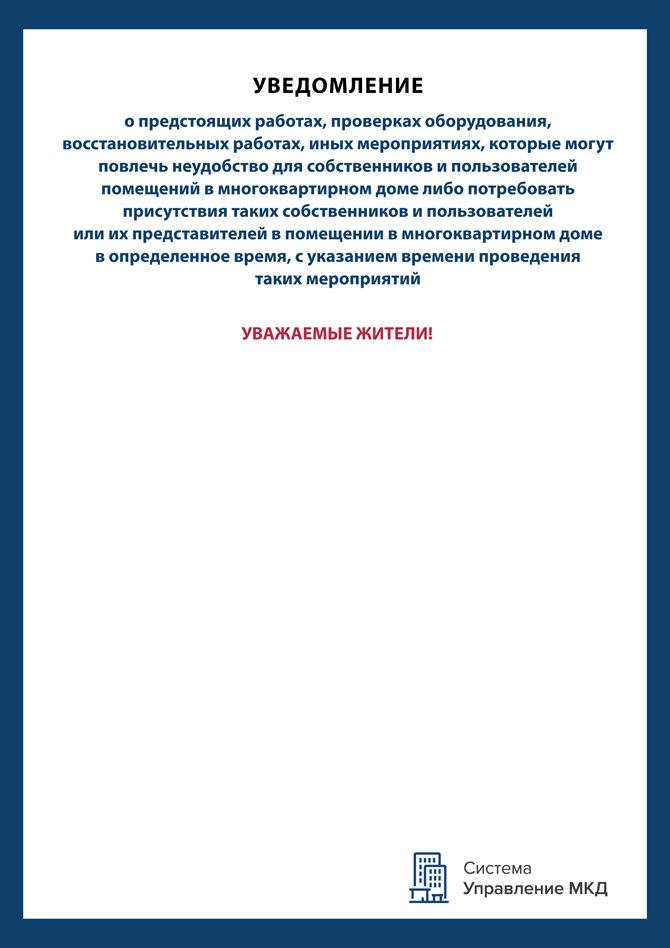 УВЕДОМЛЕНИЕ
о предстоящих работах, проверках оборудования,
восстановительных работах, иных мероприятиях, которые могут
повлечь неудобство для собственников и пользователей
помещений в многоквартирном доме либо потребовать
присутствия таких собственников и пользователей
или их представителей в помещении в многоквартирном доме
в определенное время, с указанием времени проведения
таких мероприятий
УВАЖАЕМЫЕ ЖИТЕЛИ!
Система
Управление МКД